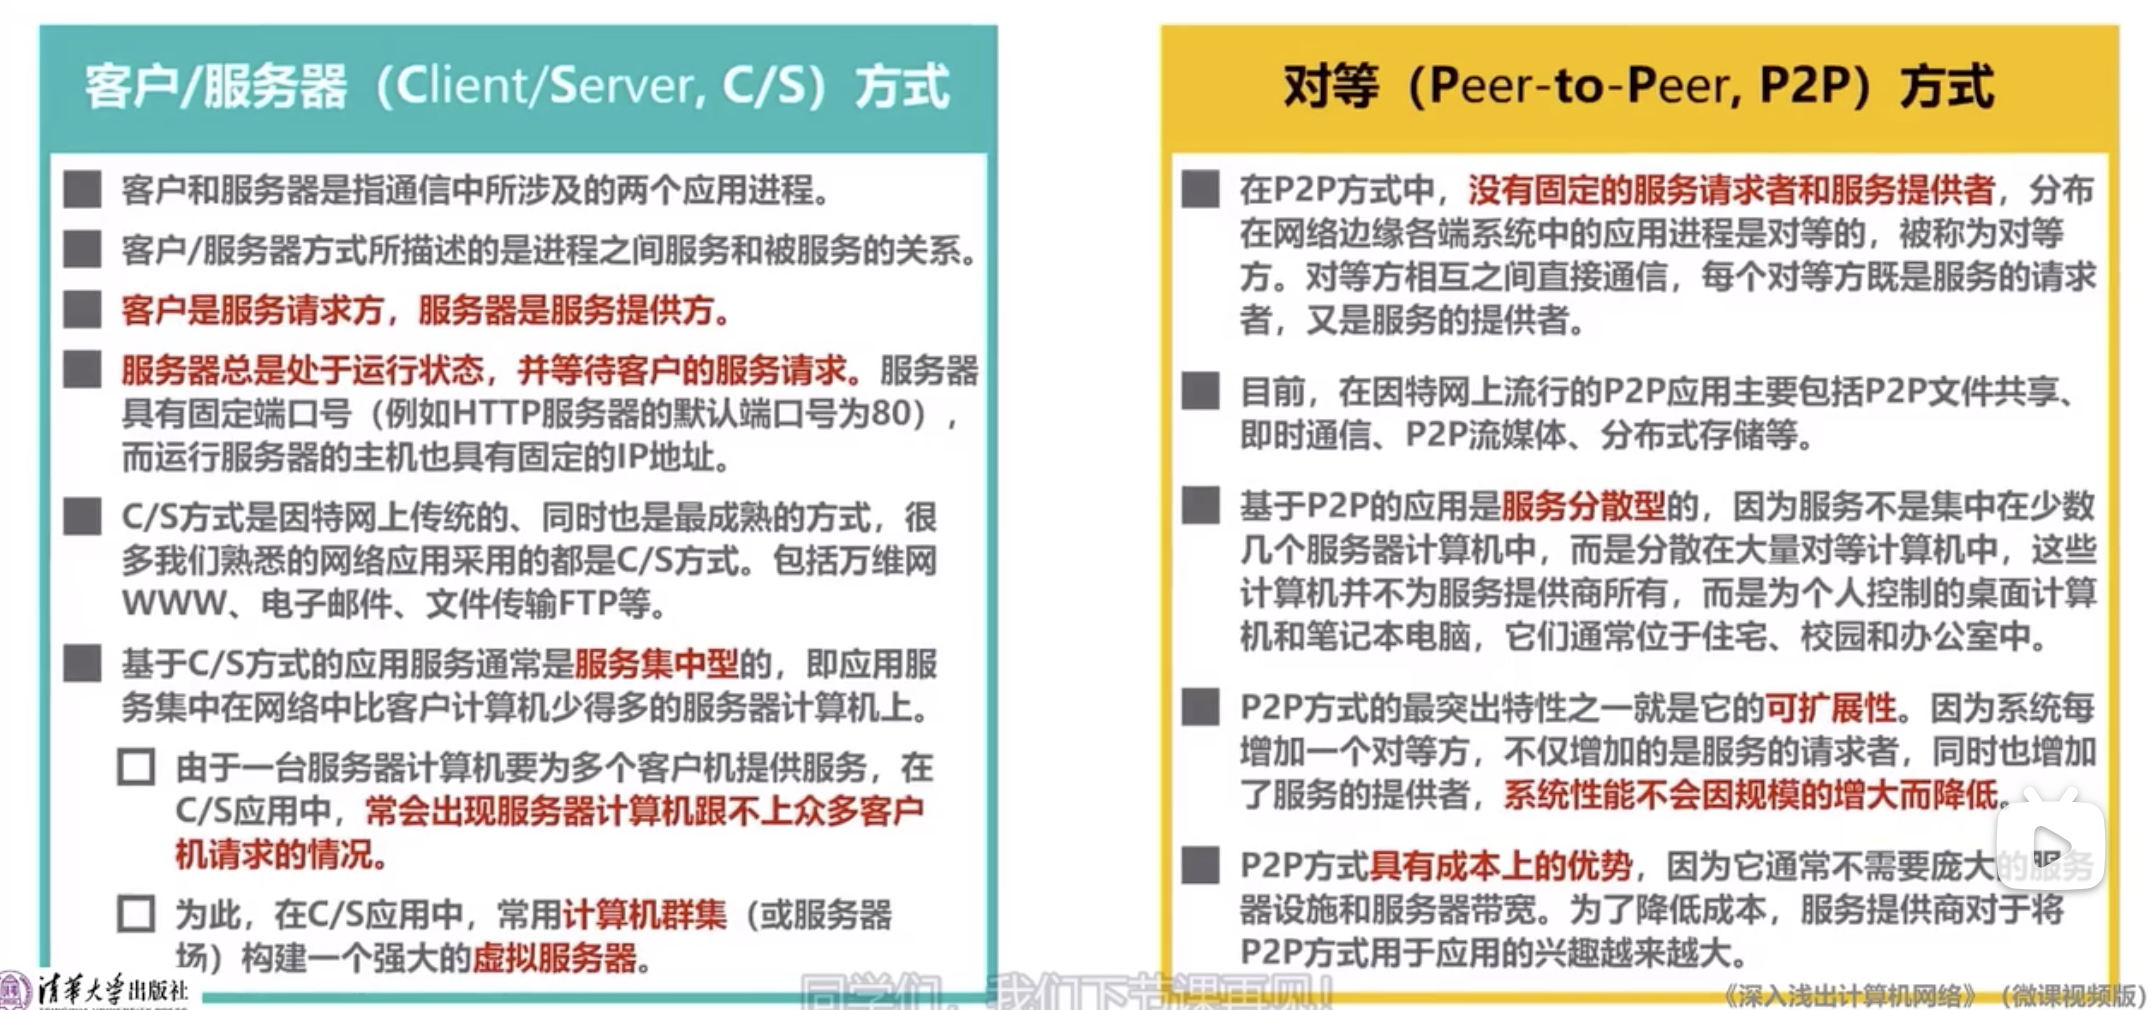 客户/服务器（Client/Server, C/S）方式
客户和服务器是指通信中所涉及的两个应用进程。
客户/服务器方式所描述的是进程之间服务和被服务的关系。
客户是服务请求方，服务器是服务提供方。
服务器总是处于运行状态，并等待客户的服务请求。服务器
具有固定端口号（例如HTTP服务器的默认端口号为80），
而运行服务器的主机也具有固定的IP地址。
C/S方式是因特网上传统的、同时也是最成熟的方式，很
多我们熟悉的网络应用采用的都是C/S方式。包括万维网
WWW、电子邮件、文件传输FTP等。
基于C/S方式的应用服务通常是服务集中型的，即应用服
务集中在网络中比客户计算机少得多的服务器计算机上。
由于一台服务器计算机要为多个客户机提供服务，在
C/S应用中，常会出现服务器计算机跟不上众多客户
机请求的情况。
为此，在C/S应用中，常用计算机群集（或服务器
场）构建一个强大的虚拟服务器。
对等（Peer-to-Peer, P2P）方式
在P2P方式中，没有固定的服务请求者和服务提供者，分布
在网络边缘各端系统中的应用进程是对等的，被称为对等
方。对等方相互之间直接通信，每个对等方既是服务的请求
者，又是服务的提供者。
目前，在因特网上流行的P2P应用主要包括P2P文件共享、
即时通信、P2P流媒体、分布式存储等。
基于P2P的应用是服务分散型的，因为服务不是集中在少数
几个服务器计算机中，而是分散在大量对等计算机中，这些
计算机并不为服务提供商所有，而是为个人控制的桌面计算
机和笔记本电脑，它们通常位于住宅、校园和办公室中。
P2P方式的最突出特性之一就是它的可扩展性。因为系统每
增加一个对等方，不仅增加的是服务的请求者，同时也增加
了服务的提供者，系统性能不会因规模的增大而降低。
P2P方式具有成本上的优势，因为它通常不需要庞大的服务
器设施和服务器带宽。为了降低成本，服务提供商对于将
P2P方式用于应用的兴趣越来越大。
清华大学出版社
同学们，我们下节课再见！
《深入浅出计算机网络》（微课视频版）